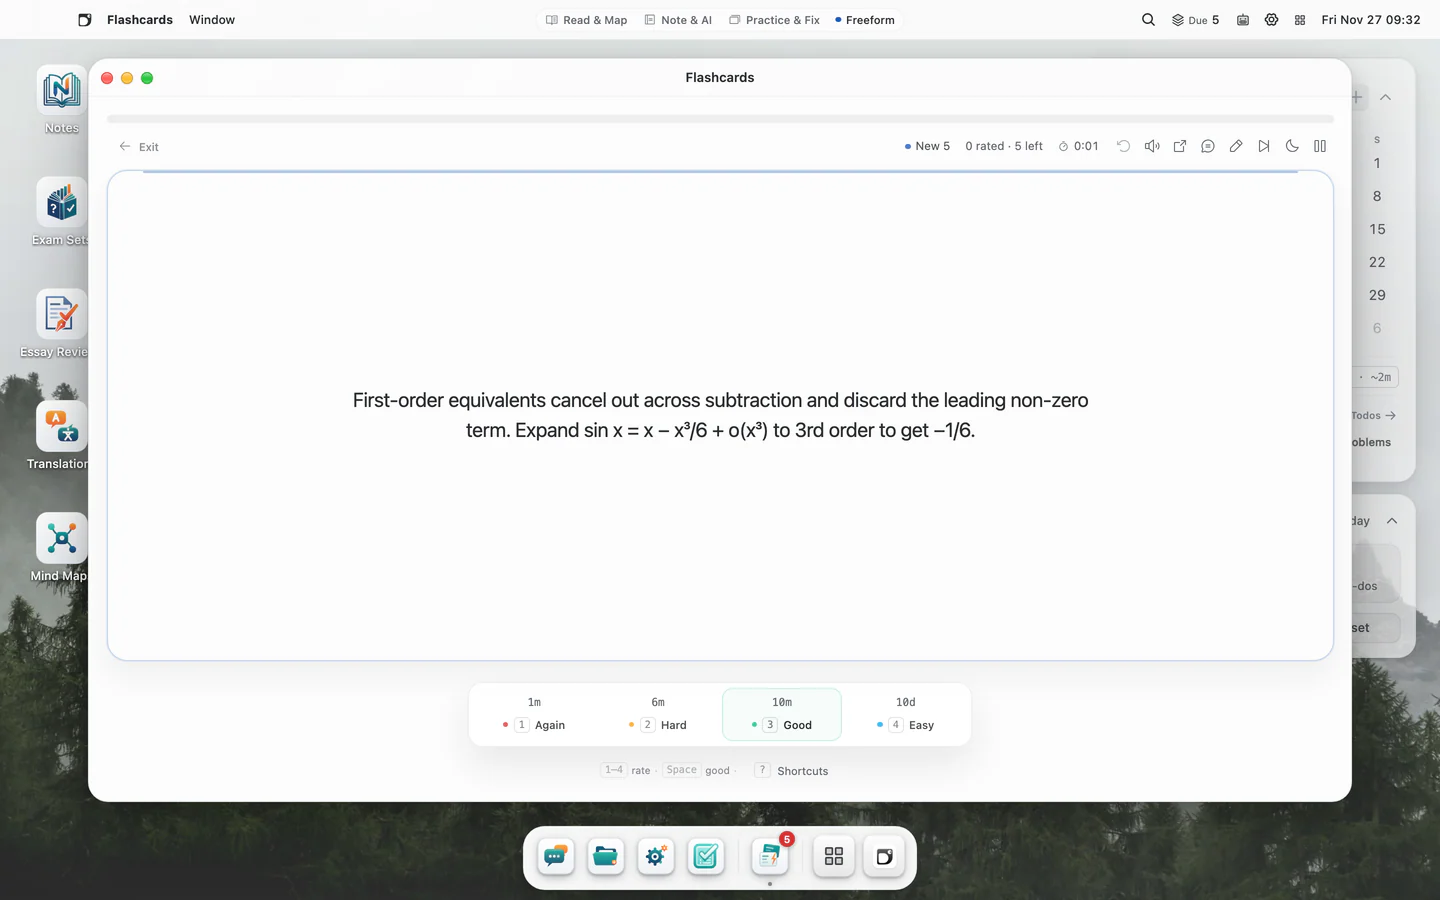 Flashcards Window
Read & Map Note & AI Practice & Fix Freeform
Due 5 Fri Nov 27 09:32
Notes
Exam Sets
Essay Revie
Translation
Mind Map
Flashcards
Exit
New 5 0 rated · 5 left 0:01
First-order equivalents cancel out across subtraction and discard the leading non-zero
term. Expand sin x = x – x³/6 + o(x³) to 3rd order to get –1/6.
1m 6m 10m 10d
1 Again 2 Hard 3 Good 4 Easy
1–4 rate · Space good · ? Shortcuts
S
1
8
15
22
29
6
· ~2m
Todos →
oblems
day
-dos
set
5